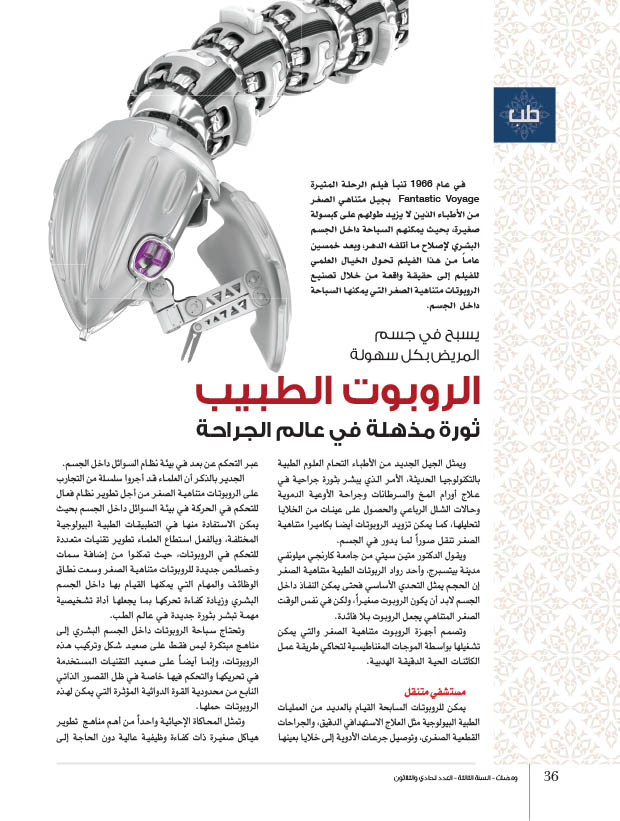 طب
في عام 1966 تنبأ فيلم الرحلة المثيرة
Fantastic Voyage بجيل متناهي الصغر
من الأطباء الذين لا يزيد طولهم على كبسولة
صغيرة، بحيث يمكنهم السباحة داخل الجسم
البشري لإصلاح ما أتلفه الدهر، وبعد خمسين
عاماً من هذا الفيلم تحول الخيال العلمي
للفيلم إلى حقيقة واقعة من خلال تصنيع
الروبوتات متناهية الصغر التي يمكنها السباحة
داخل الجسم.
يسبح في جسم
المريض بكل سهولة
الروبوت الطبيب
ثورة مذهلة في عالم الجراحة
ويمثل الجيل الجديد من الأطباء التحام العلوم الطبية
بالتكنولوجيا الحديثة، الأمر الذي يبشر بثورة جراحية في
علاج أورام المخ والسرطانات وجراحة الأوعية الدموية
وحالات الشلل الرباعي والحصول على عينات من الخلايا
لتحليلها، كما يمكن تزويد الروبوتات أيضا بكاميرا متناهية
الصغر تنقل صوراً لما يدور في الجسم.
ويقول الدكتور متين سيتي من جامعة كارنجي ميلونفي
مدينة بيتسبرج، وأحد رواد الربوتات الطبية متناهية الصغر
إن الحجم يمثل التحدي الأساسي فحتى يمكن النفاذ داخل
الجسم لابد أن يكون الروبوت صغيراً، ولكن في نفس الوقت
الصغر المتناهي يجعل الروبوت بلا فائدة.
وتصمم أجهزة الروبوت متناهية الصغر والتي يمكن
تشغيلها بواسطة الموجات المغناطيسية لتحاكي طريقة عمل
الكائنات الحية الدقيقة الهدبية.
مستشفي متنقل
يمكن للروبوتات السابحة القيام بالعديد من العمليات
الطبية البيولوجية مثل العلاج الاستهدافي الدقيق، والجراحات
القطعية الصغرى، وتوصيل جرعات الأدوية إلى خلايا بعينها
عبر التحكم عن بعد في بيئة نظام السوائل داخل الجسم.
الجدير بالذكر أن العلماء قد أجروا سلسلة من التجارب
على الروبوتات متناهية الصغر من أجل تطوير نظام فعال
للتحكم في الحركة في بيئة السوائل داخل الجسم بحيث
يمكن الاستفادة منها في التطبيقات الطبية البيولوجية
المختلفة، وبالفعل استطاع العلماء تطوير تقنيات متعددة
للتحكم في الروبوتات، حيث تمكنوا من إضافة سمات
وخصائص جديدة للروبوتات متناهية الصغر وسعت نطاق
الوظائف والمهام التي يمكنها القيام بها داخل الجسم
البشري وزيادة كفاءة تحركها بما يجعلها أداة تشخيصية
مهمة تبشر بثورة جديدة في عالم الطب.
وتحتاج سباحة الروبوتات داخل الجسم البشري إلى
مناهج مبتكرة ليس فقط على صعيد شكل وتركيب هذه
الروبوتات، وإنما أيضاً على صعيد التقنيات المستخدمة
في تحريكها والتحكم فيها خاصة في ظل القصور الذاتي
النابع من محدودية القوة الدوائية المؤثرة التي يمكن لهذه
الروبوتات حملها.
وتمثل المحاكاة الإحيائية واحداً من أهم مناهج تطوير
هياكل صغيرة ذات كفاءة وظيفية عالية دون الحاجة إلى
36 ومضات - السنة الثالثة - العدد الحادي والثلاثون